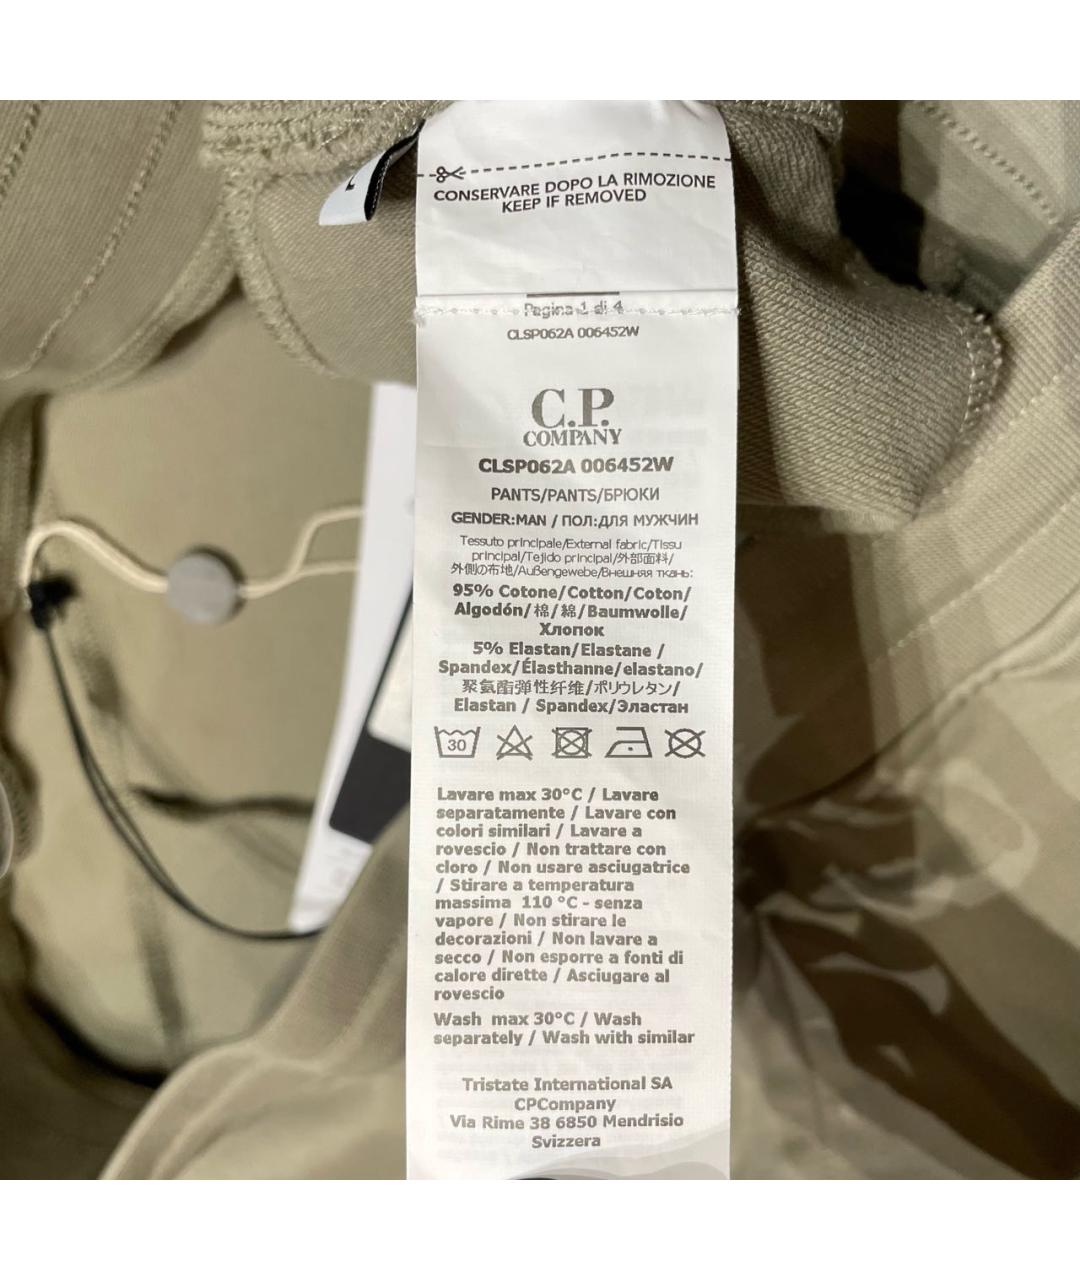 CONSERVARE DOPO LA RIMOZIONE
KEEP IF REMOVED
Pagina 1 di 4
CLSP062A 006452W
C.P.
COMPANY
CLSP062A 006452W
PANTS/PANTS/БРЮКИ
GENDER:MAN / ПОЛ:ДЛЯ МУЖЧИН
Tessuto principale/External fabric/Tissu
principal/Tejido principal/外部面料/
外側の布地/Außengewebe/Внешняя ткань:
95% Cotone/Cotton/Coton/
Algodón/棉/綿/Baumwolle/
Хлопок
5% Elastan/Elastane /
Spandex/Élasthanne/elastano/
聚氨酯弹性纤维/ポリウレタン/
Elastan / Spandex/Эластан
30
Lavare max 30°C / Lavare
separatamente / Lavare con
colori similari / Lavare a
rovescio / Non trattare con
cloro / Non usare asciugatrice
/ Stirare a temperatura
massima 110 °C - senza
vapore / Non stirare le
decorazioni / Non lavare a
secco / Non esporre a fonti di
calore dirette / Asciugare al
rovescio
Wash max 30°C / Wash
separately / Wash with similar
Tristate International SA
CPCompany
Via Rime 38 6850 Mendrisio
Svizzera